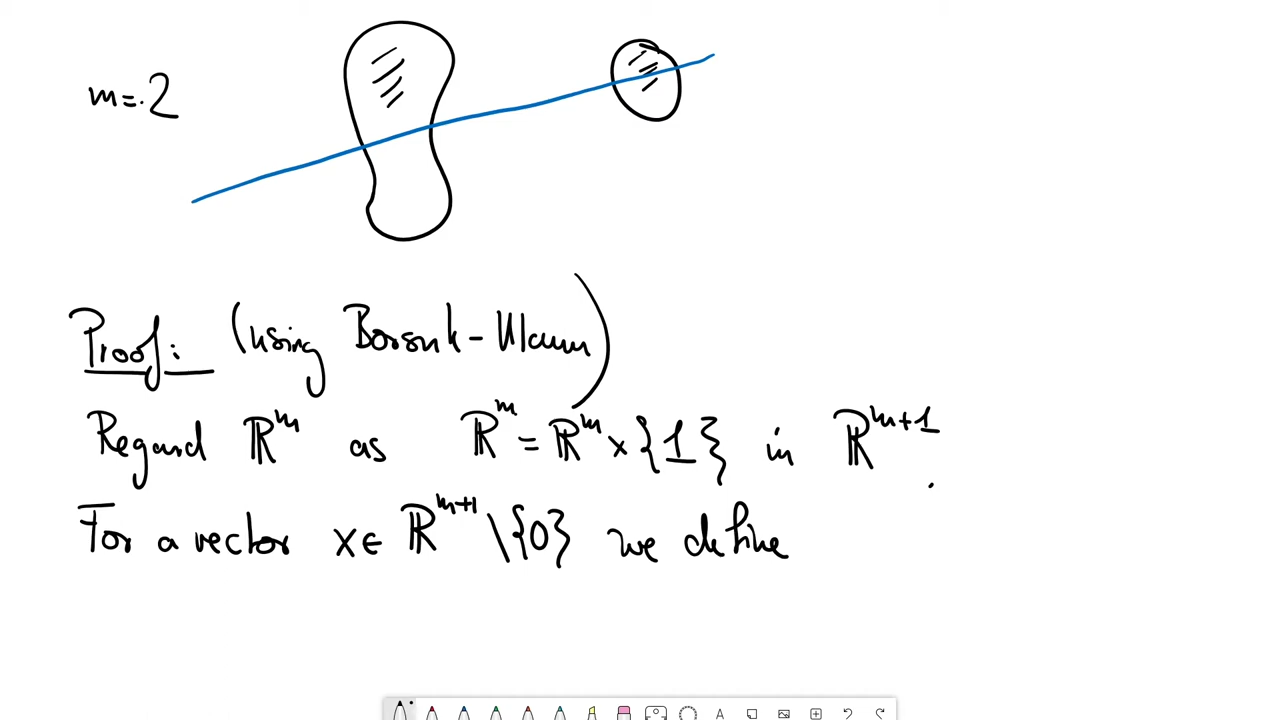 m = 2
Proof: (using Borsuk-Ulam)
Regard ℝ^m as ℝ^m = ℝ^m × {1} in ℝ^{m+1}
For a vector x ∈ ℝ^{m+1} \ {0} we define